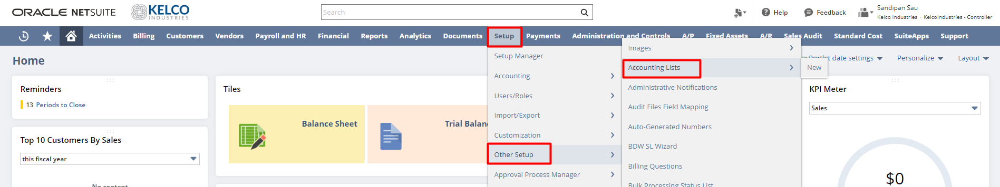 ORACLE NETSUITE
KELCO
INDUSTRIES
Search
Help
Feedback
Sandipan Sau
Kelco Industries - KelcoIndustries - Controller
Activities Billing Customers Vendors Payroll and HR Financial Reports Analytics Documents Setup Payments Administration and Controls A/P Fixed Assets A/R Sales Audit Standard Cost SuiteApps Support
Home
date settings Personalize Layout
Setup Manager
Accounting
Users/Roles
Import/Export
Customization
Other Setup
Approval Process Manager
Images
Accounting Lists
New
Administrative Notifications
Audit Files Field Mapping
Auto-Generated Numbers
BDW SL Wizard
Billing Questions
Bulk Processing Status List
Reminders
13 Periods to Close
Top 10 Customers By Sales
this fiscal year
No content
Tiles
Balance Sheet
Trial Balan
KPI Meter
Sales
$0